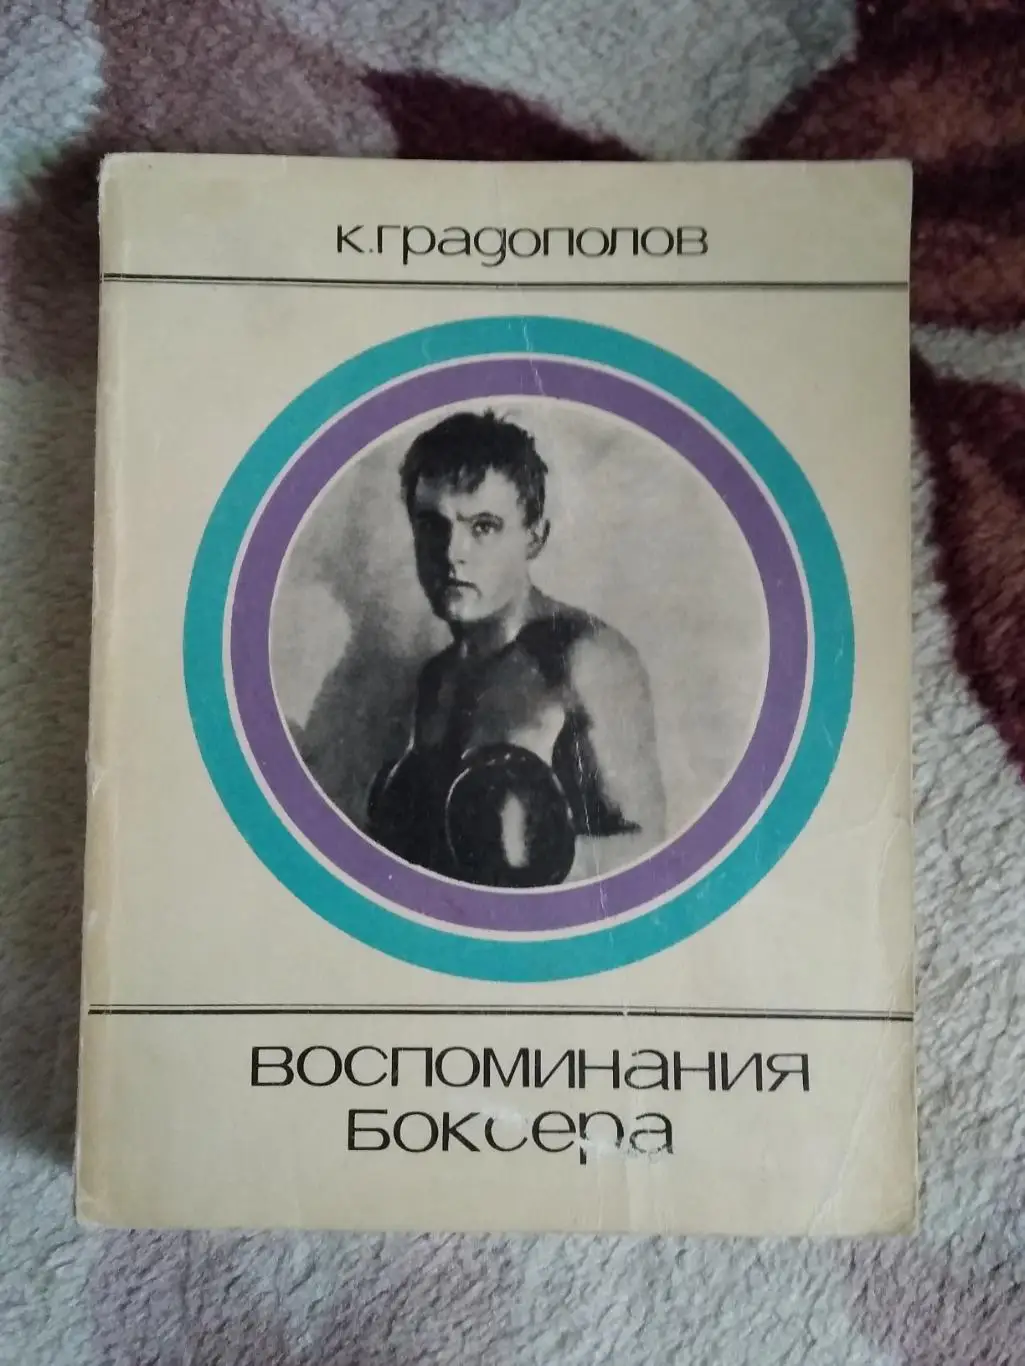 К. Градополов
Воспоминания
боксера